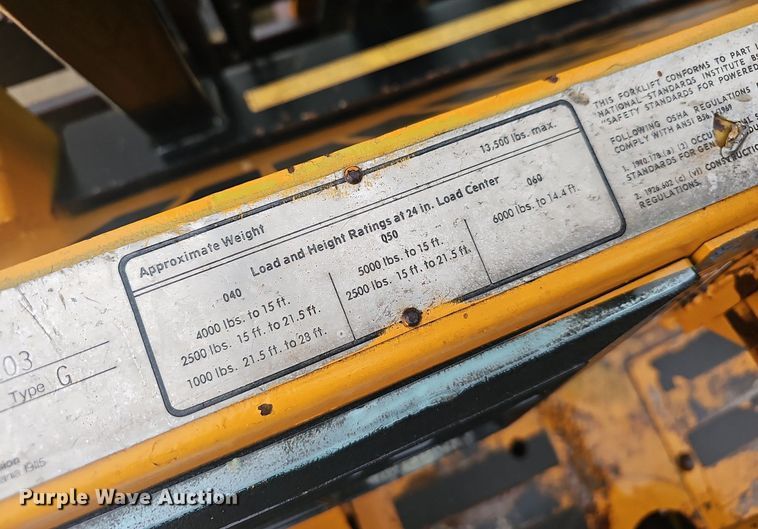 THIS FORKLIFT CONFORMS TO PART
NATIONAL STANDARDS INSTITUTE
"SAFETY STANDARDS FOR POWERED
FOLLOWING OSHA REGULATIONS
COMPLY WITH ANSI B56. 1969
1. 1910.178 (a) (2) OCCUPATIONAL
STANDARDS FOR
2. 1926.602 (c) (vi) CONSTRUCTION
REGULATIONS.
Approximate Weight 13,500 lbs. max.
Load and Height Ratings at 24 in. Load Center
040
4000 lbs. to 15 ft.
2500 lbs. 15 ft. to 21.5 ft.
1000 lbs. 21.5 ft. to 28 ft.
050
5000 lbs. to 15 ft.
2500 lbs. 15 ft. to 21.5 ft.
060
6000 lbs. to 14.4 ft.
03
Type G
Purple Wave Auction